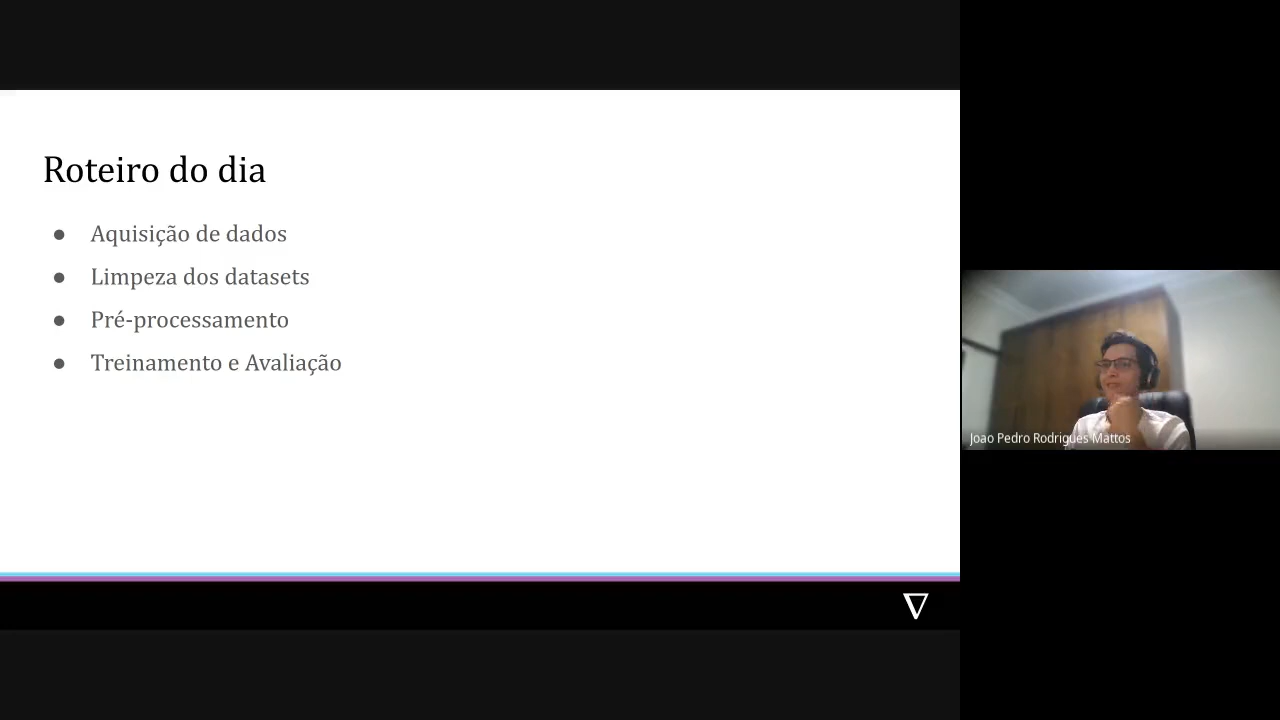 Roteiro do dia
● Aquisição de dados
● Limpeza dos datasets
● Pré-processamento
● Treinamento e Avaliação
Joao Pedro Rodrigues Mattos